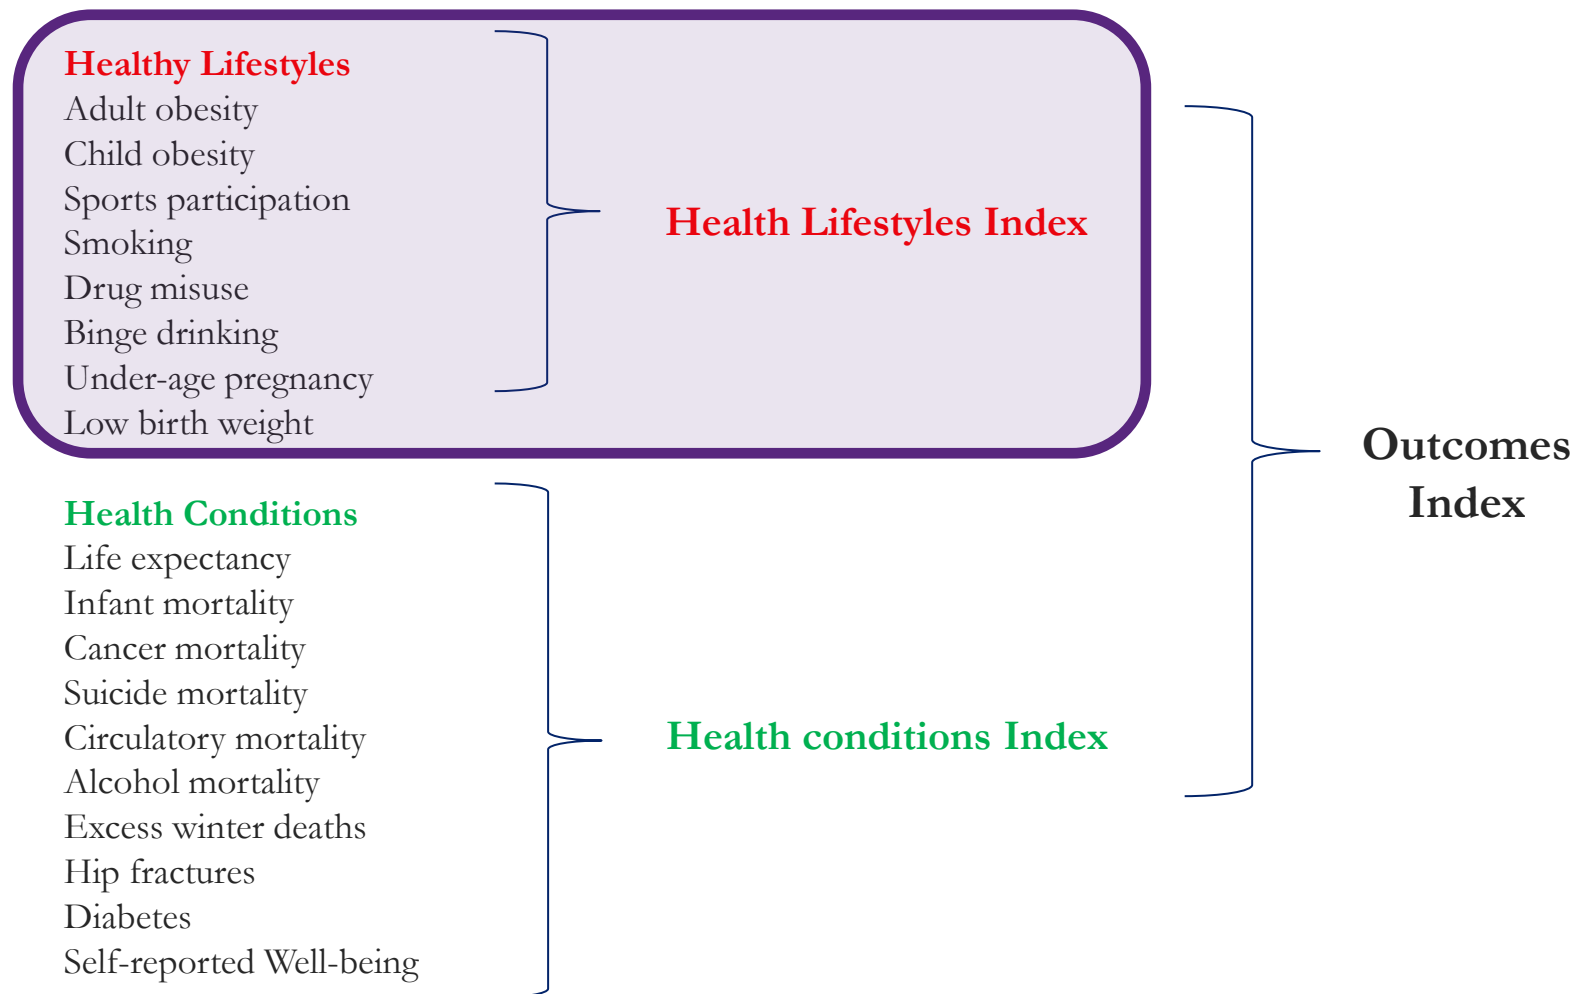 Healthy Lifestyles
Adult obesity
Child obesity
Sports participation
Smoking
Drug misuse
Binge drinking
Under-age pregnancy
Low birth weight
Health Lifestyles Index
Health Conditions
Life expectancy
Infant mortality
Cancer mortality
Suicide mortality
Circulatory mortality
Alcohol mortality
Excess winter deaths
Hip fractures
Diabetes
Self-reported Well-being
Health conditions Index
Outcomes
Index